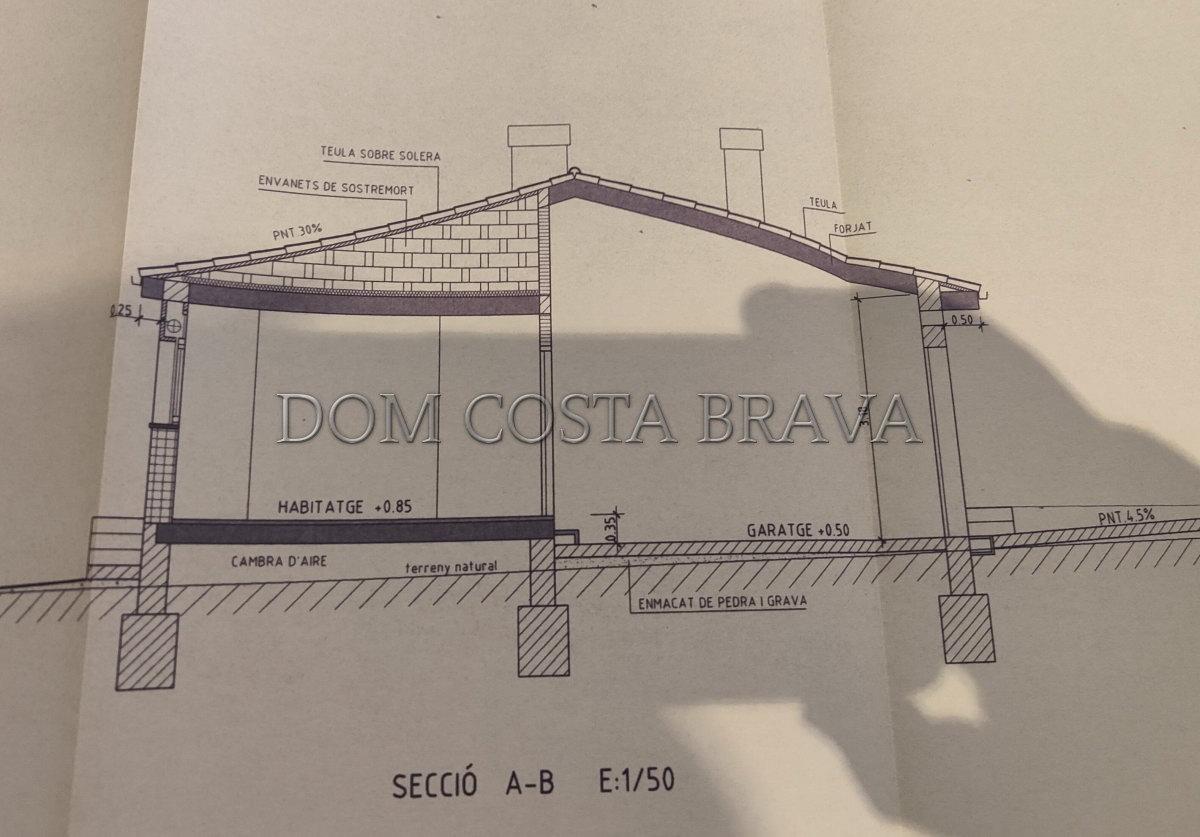 TEULA SOBRE SOLERA
ENVANETS DE SOSTREMORT
PNT.30%
TEULA
FORJAT
0.25
0.50
DOM COSTA BRAVA
HABITATGE +0.85
0.35
GARATGE +0.50
PNT.4.5%
CAMBRA D'AIRE
terreny natural
ENMACAT DE PEDRA I GRAVA
SECCIÓ A-B E:1/50